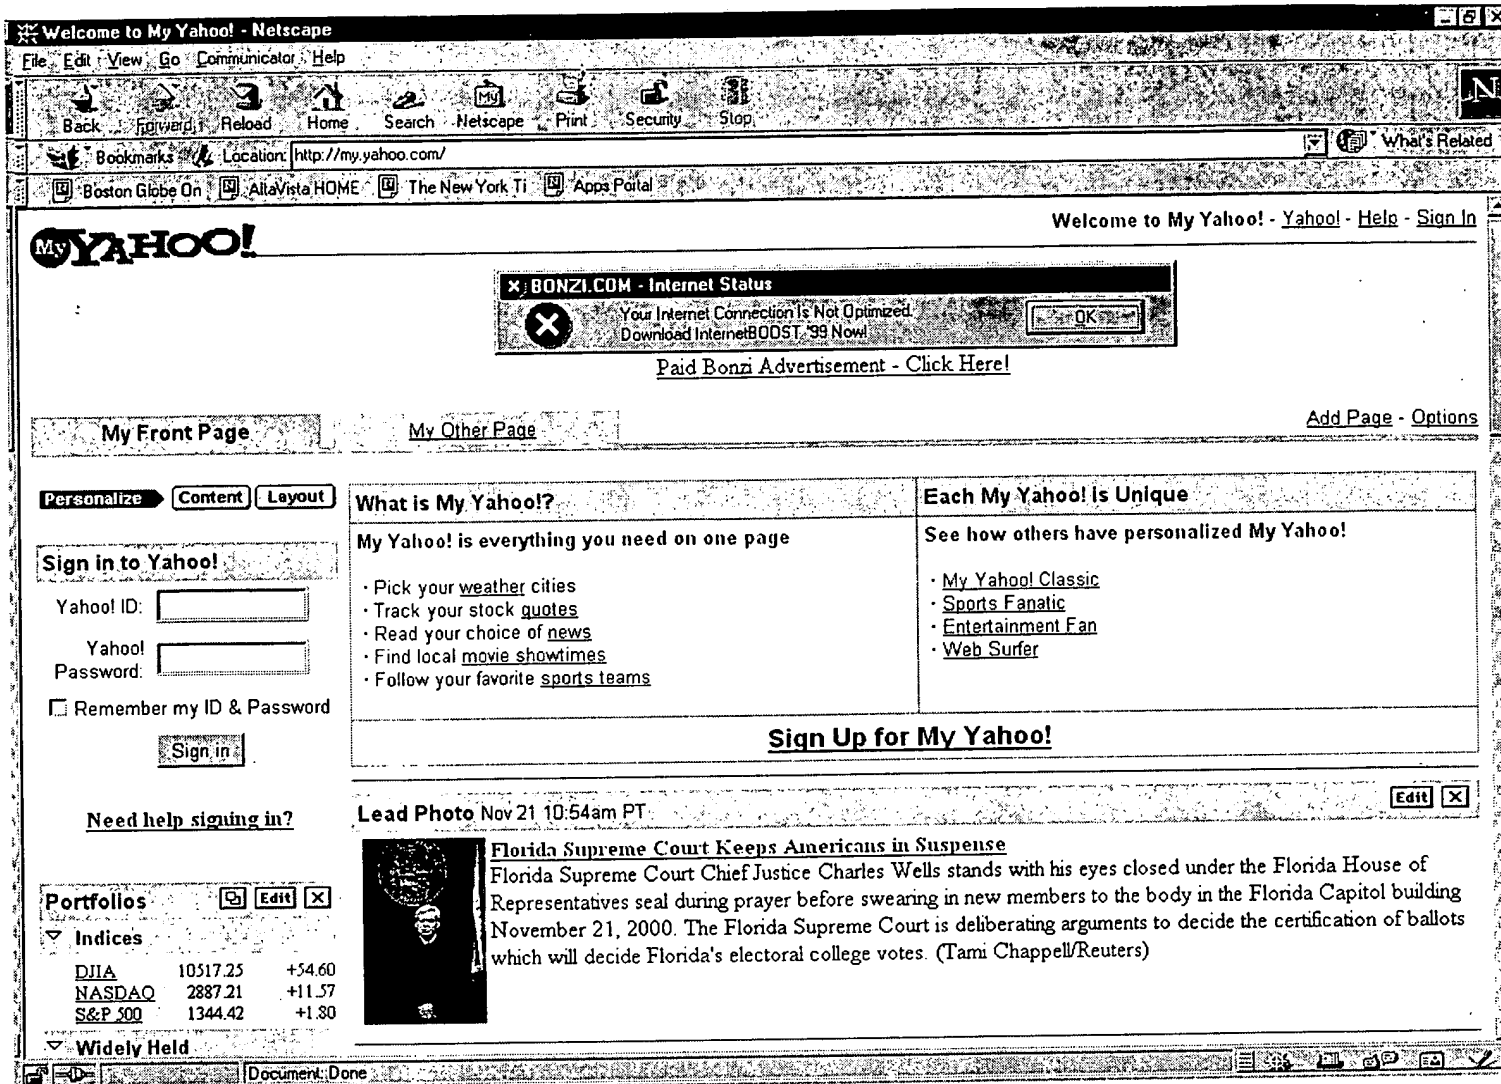 Welcome to My Yahoo! - Netscape
File Edit View Go Communicator Help
Back Forward Reload Home Search Netscape Print Security Stop
Bookmarks Location: http://my.yahoo.com/ What's Related
Boston Globe On AltaVista HOME The New York Ti Apps Portal
My YAHOO!
Welcome to My Yahoo! - Yahoo! - Help - Sign In
BONZI.COM - Internet Status
Your Internet Connection Is Not Optimized.
Download InternetBOOST '99 Now!
OK
Paid Bonzi Advertisement - Click Here!
My Front Page My Other Page Add Page - Options
Personalize Content Layout
Sign in to Yahoo!
Yahoo! ID:
Yahoo!
Password:
Remember my ID & Password
Sign in
Need help signing in?
Portfolios Edit X
Indices
DJIA 10517.25 +54.60
NASDAQ 2887.21 +11.57
S&P 500 1344.42 +1.80
Widely Held
What is My Yahoo!?
My Yahoo! is everything you need on one page
· Pick your weather cities
· Track your stock quotes
· Read your choice of news
· Find local movie showtimes
· Follow your favorite sports teams
Each My Yahoo! is Unique
See how others have personalized My Yahoo!
· My Yahoo! Classic
· Sports Fanatic
· Entertainment Fan
· Web Surfer
Sign Up for My Yahoo!
Lead Photo Nov 21 10:54am PT Edit X
Florida Supreme Court Keeps Americans in Suspense
Florida Supreme Court Chief Justice Charles Wells stands with his eyes closed under the Florida House of
Representatives seal during prayer before swearing in new members to the body in the Florida Capitol building
November 21, 2000. The Florida Supreme Court is deliberating arguments to decide the certification of ballots
which will decide Florida's electoral college votes. (Tami Chappell/Reuters)
Document: Done